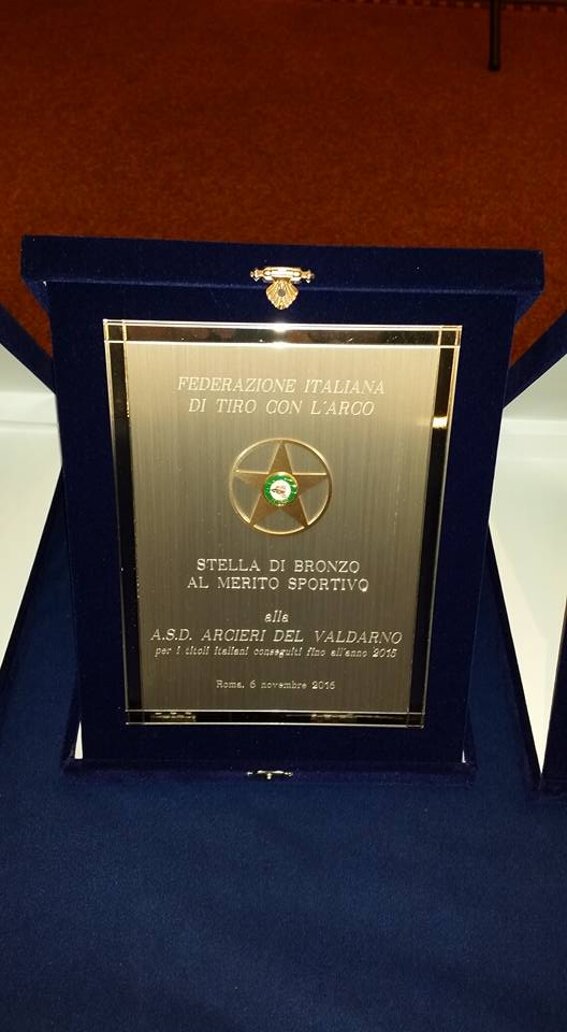 FEDERAZIONE ITALIANA
DI TIRO CON L'ARCO
STELLA DI BRONZO
AL MERITO SPORTIVO
alla
A.S.D. ARCIERI DEL VALDARNO
per i titoli italiani conseguiti fino all'anno 2015
Roma, 6 novembre 2016